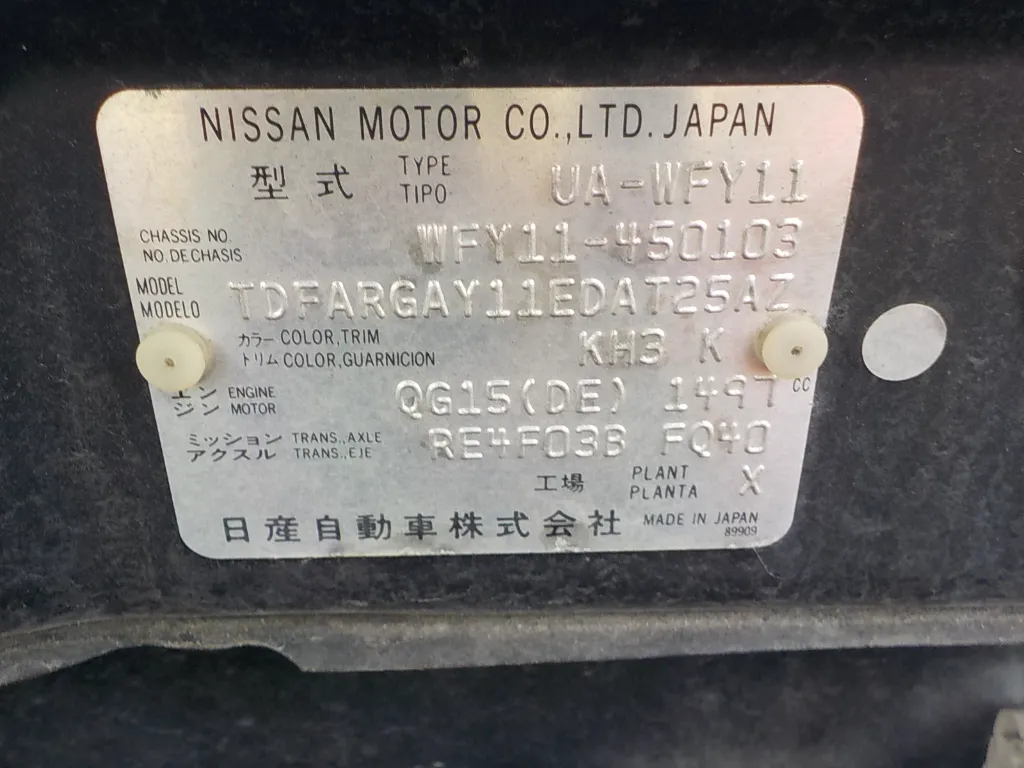 NISSAN MOTOR CO.,LTD. JAPAN
型式 TYPE TIPO UA-WFY11
CHASSIS NO. NO.DE CHASIS WFY11-450103
MODEL MODELO TDFARGAY11EDAT25AZ
カラー COLOR,TRIM
トリム COLOR,GUARNICION KH3 K
エンジン ENGINE MOTOR QG15(DE) 1497 CC
ミッション TRANS.,AXLE
アクスル TRANS.,EJE RE4F03B FQ40
工場 PLANT PLANTA X
日産自動車株式会社 MADE IN JAPAN
89909